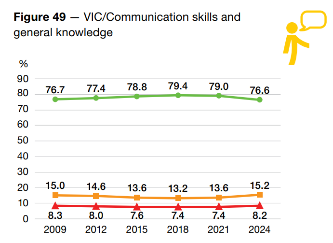 Figure 49 — VIC/Communication skills and
general knowledge
%
90
80
70
60
50
40
30
20
10
0
76.7 77.4 78.8 79.4 79.0 76.6
15.0 14.6 13.6 13.2 13.6 15.2
8.3 8.0 7.6 7.4 7.4 8.2
2009 2012 2015 2018 2021 2024